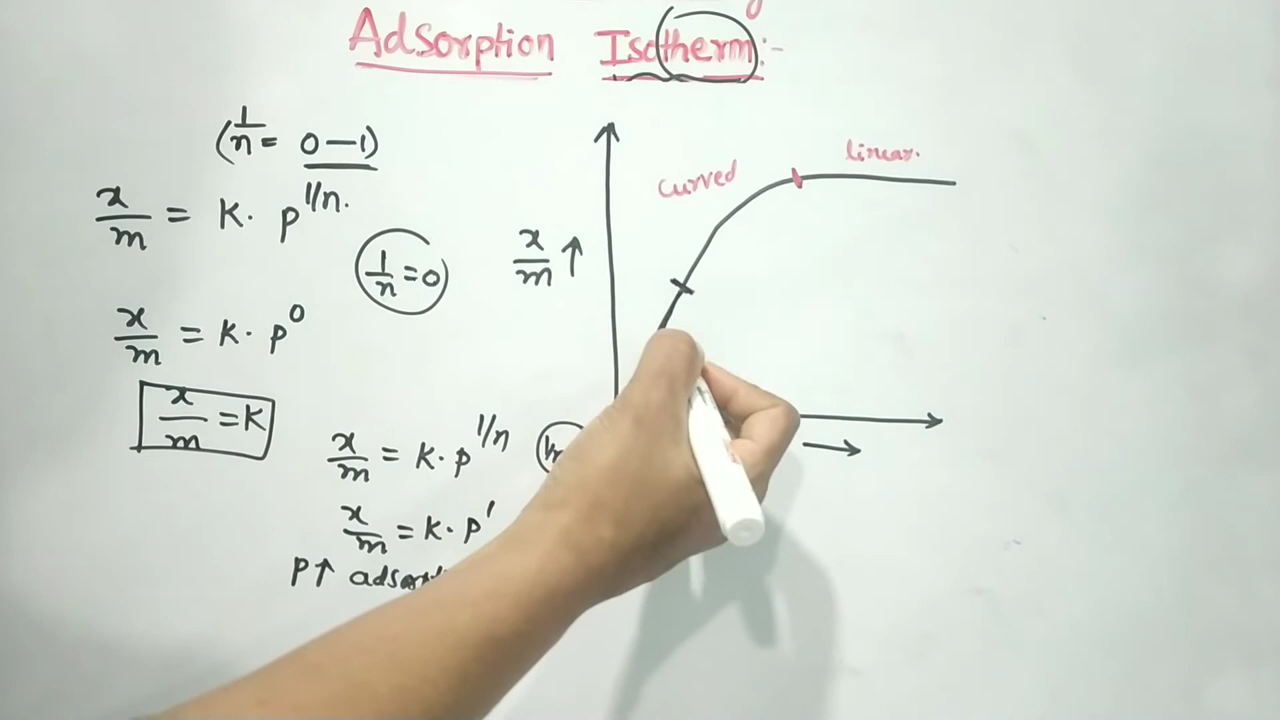 Adsorption Isotherm:-
(1/n = 0 – 1)
x/m = K. p^1/n.
1/n = 0
x/m = K. p^0
x/m = K
x/m = K. p^1/n
x/m = K. p^1
P↑
x/m ↑
curved
linear.